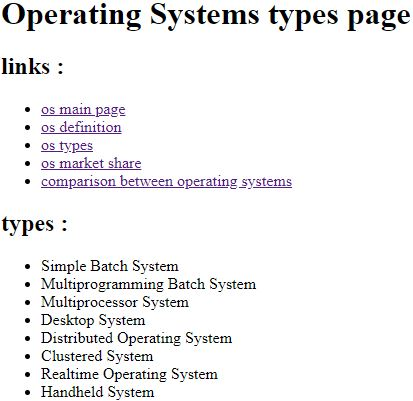 Operating Systems types page
links :
os main page
os definition
os types
os market share
comparison between operating systems
types :
Simple Batch System
Multiprogramming Batch System
Multiprocessor System
Desktop System
Distributed Operating System
Clustered System
Realtime Operating System
Handheld System